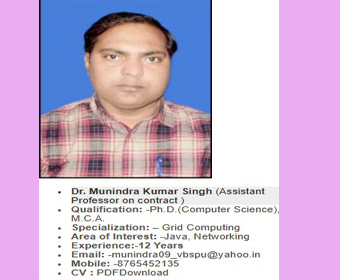 Dr. Munindra Kumar Singh (Assistant
Professor on contract )
Qualification: -Ph.D.(Computer Science),
M.C.A.
Specialization: – Grid Computing
Area of Interest: -Java, Networking
Experience:-12 Years
Email: -munindra09_vbspu@yahoo.in
Mobile: -8765452135
CV : PDFDownload